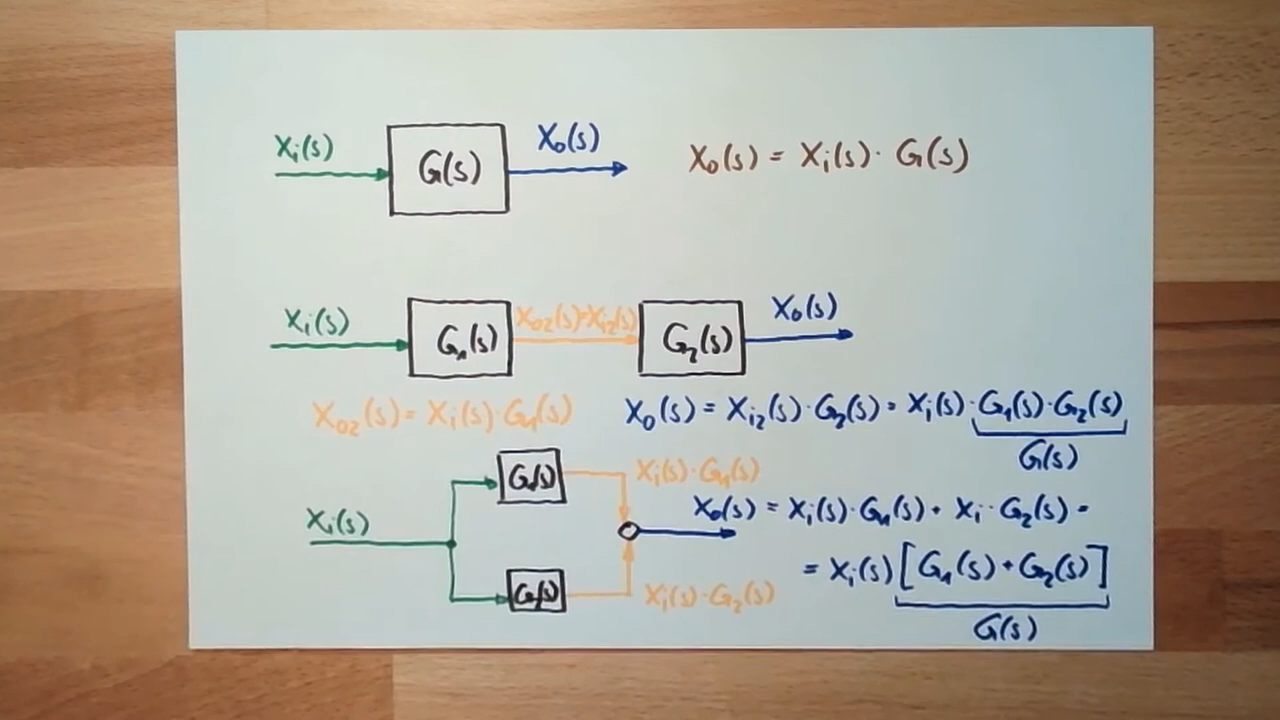 Xi(s) G(s) Xo(s) Xo(s) = Xi(s) · G(s)
Xi(s) G1(s) Xo2(s)=Xi2(s) G2(s) Xo(s)
Xo2(s) = Xi(s) · G1(s) Xo(s) = Xi2(s) · G2(s) = Xi(s) · G1(s) · G2(s)
G(s)
G1(s) Xi(s) · G1(s)
Xi(s) Xo(s) = Xi(s) · G1(s) + Xi · G2(s) =
= Xi(s) [G1(s) + G2(s)]
G2(s) Xi(s) · G2(s)
G(s)